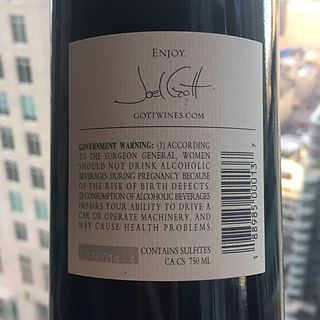 ENJOY.
Joel Gott
GOTTWINES.COM
GOVERNMENT WARNING: (1) ACCORDING
TO THE SURGEON GENERAL, WOMEN
SHOULD NOT DRINK ALCOHOLIC
BEVERAGES DURING PREGNANCY BECAUSE
OF THE RISK OF BIRTH DEFECTS.
(2) CONSUMPTION OF ALCOHOLIC BEVERAGES
IMPAIRS YOUR ABILITY TO DRIVE A
CAR OR OPERATE MACHINERY, AND
MAY CAUSE HEALTH PROBLEMS.
CONTAINS SULFITES
CA CS 750 ML
1 88985 00013 7